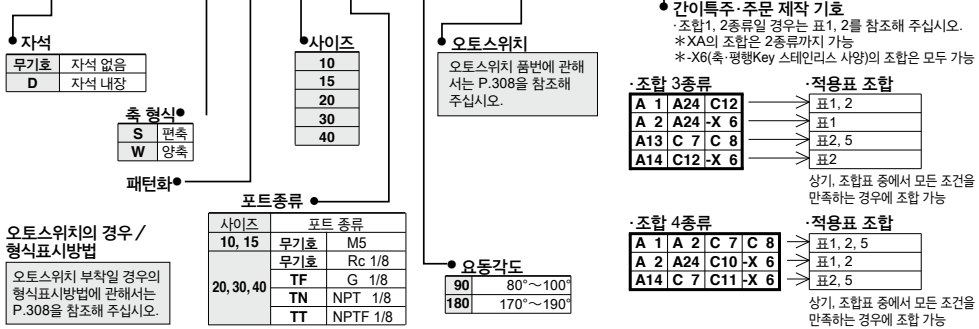 자석
무기호 자석 없음
D 자석 내장
축 형식
S 편축
W 양축
패턴화
오토스위치의 경우 /
형식표시방법
오토스위치 부착일 경우의
형식표시방법에 관해서는
P.308을 참조해 주십시오.
사이즈
10
15
20
30
40
포트종류
사이즈 포트 종류
10, 15 무기호 M5
20, 30, 40 무기호 Rc 1/8
TF G 1/8
TN NPT 1/8
TT NPTF 1/8
오토스위치
오토스위치 품번에 관해
서는 P.308을 참조해
주십시오.
요동각도
90 80°~100°
180 170°~190°
간이특주·주문 제작 기호
·조합1, 2종류일 경우는 표1, 2를 참조해 주십시오.
＊XA의 조합은 2종류까지 가능
＊-X6(축·평행Key 스테인리스 사양)의 조합은 모두 가능
·조합 3종류 ·적용표 조합
A 1 A24 C12 표1, 2
A 2 A24 -X 6 표1
A13 C 7 C 8 표2, 5
A14 C12 -X 6 표2
상기, 조합표 중에서 모든 조건을
만족하는 경우에 조합 가능
·조합 4종류 ·적용표 조합
A 1 A 2 C 7 C 8 표1, 2, 5
A 2 A24 C10 -X 6 표1, 2
A14 C 7 C11 -X 6 표2, 5
상기, 조합표 중에서 모든 조건을
만족하는 경우에 조합 가능